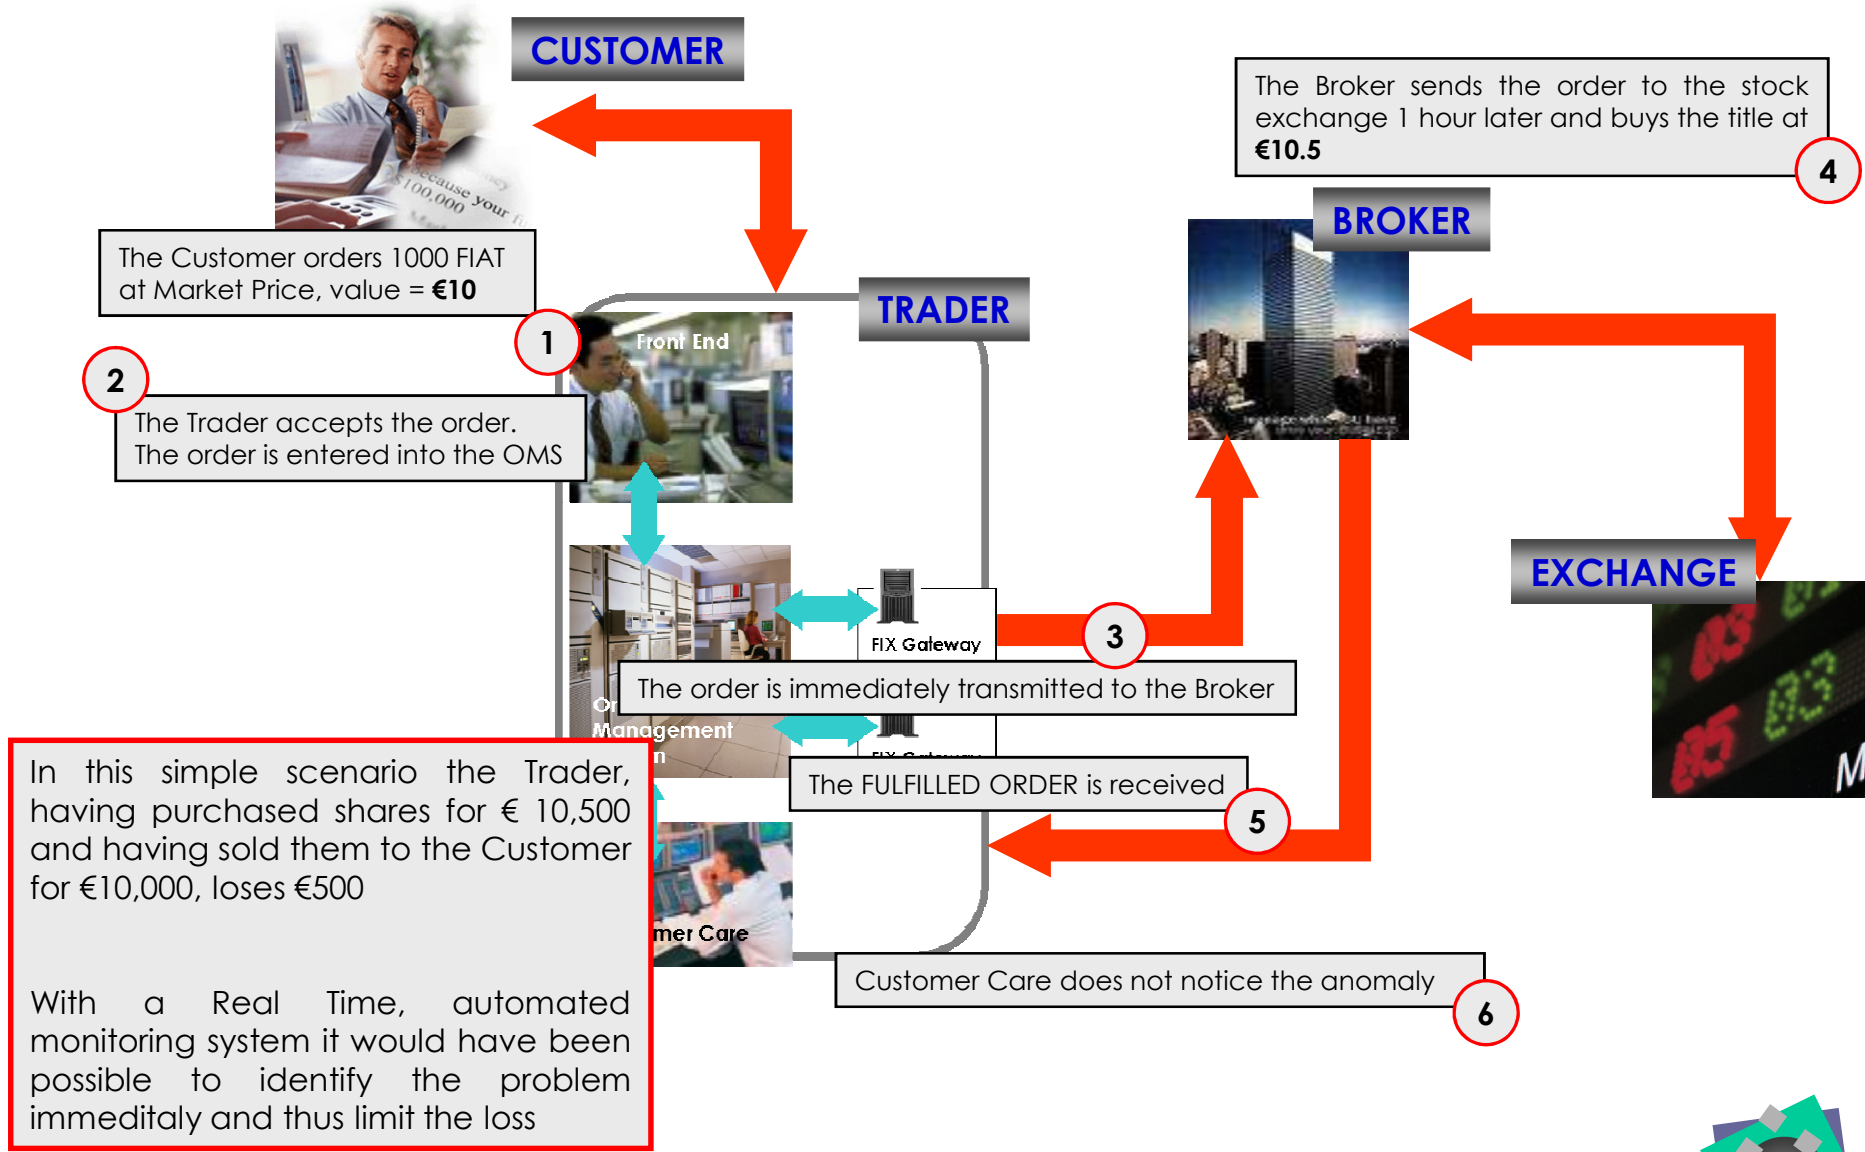 CUSTOMER
The Broker sends the order to the stock
exchange 1 hour later and buys the title at
€10.5
4
BROKER
Because your
$100,000
The Customer orders 1000 FIAT
at Market Price, value = €10
1
TRADER
Front End
2
The Trader accepts the order.
The order is entered into the OMS
EXCHANGE
3
FIX Gateway
The order is immediately transmitted to the Broker
Management
FIX Gateway
The FULFILLED ORDER is received
5
In this simple scenario the Trader,
having purchased shares for € 10,500
and having sold them to the Customer
for €10,000, loses €500
mer Care
Customer Care does not notice the anomaly
6
With a Real Time, automated
monitoring system it would have been
possible to identify the problem
immeditaly and thus limit the loss